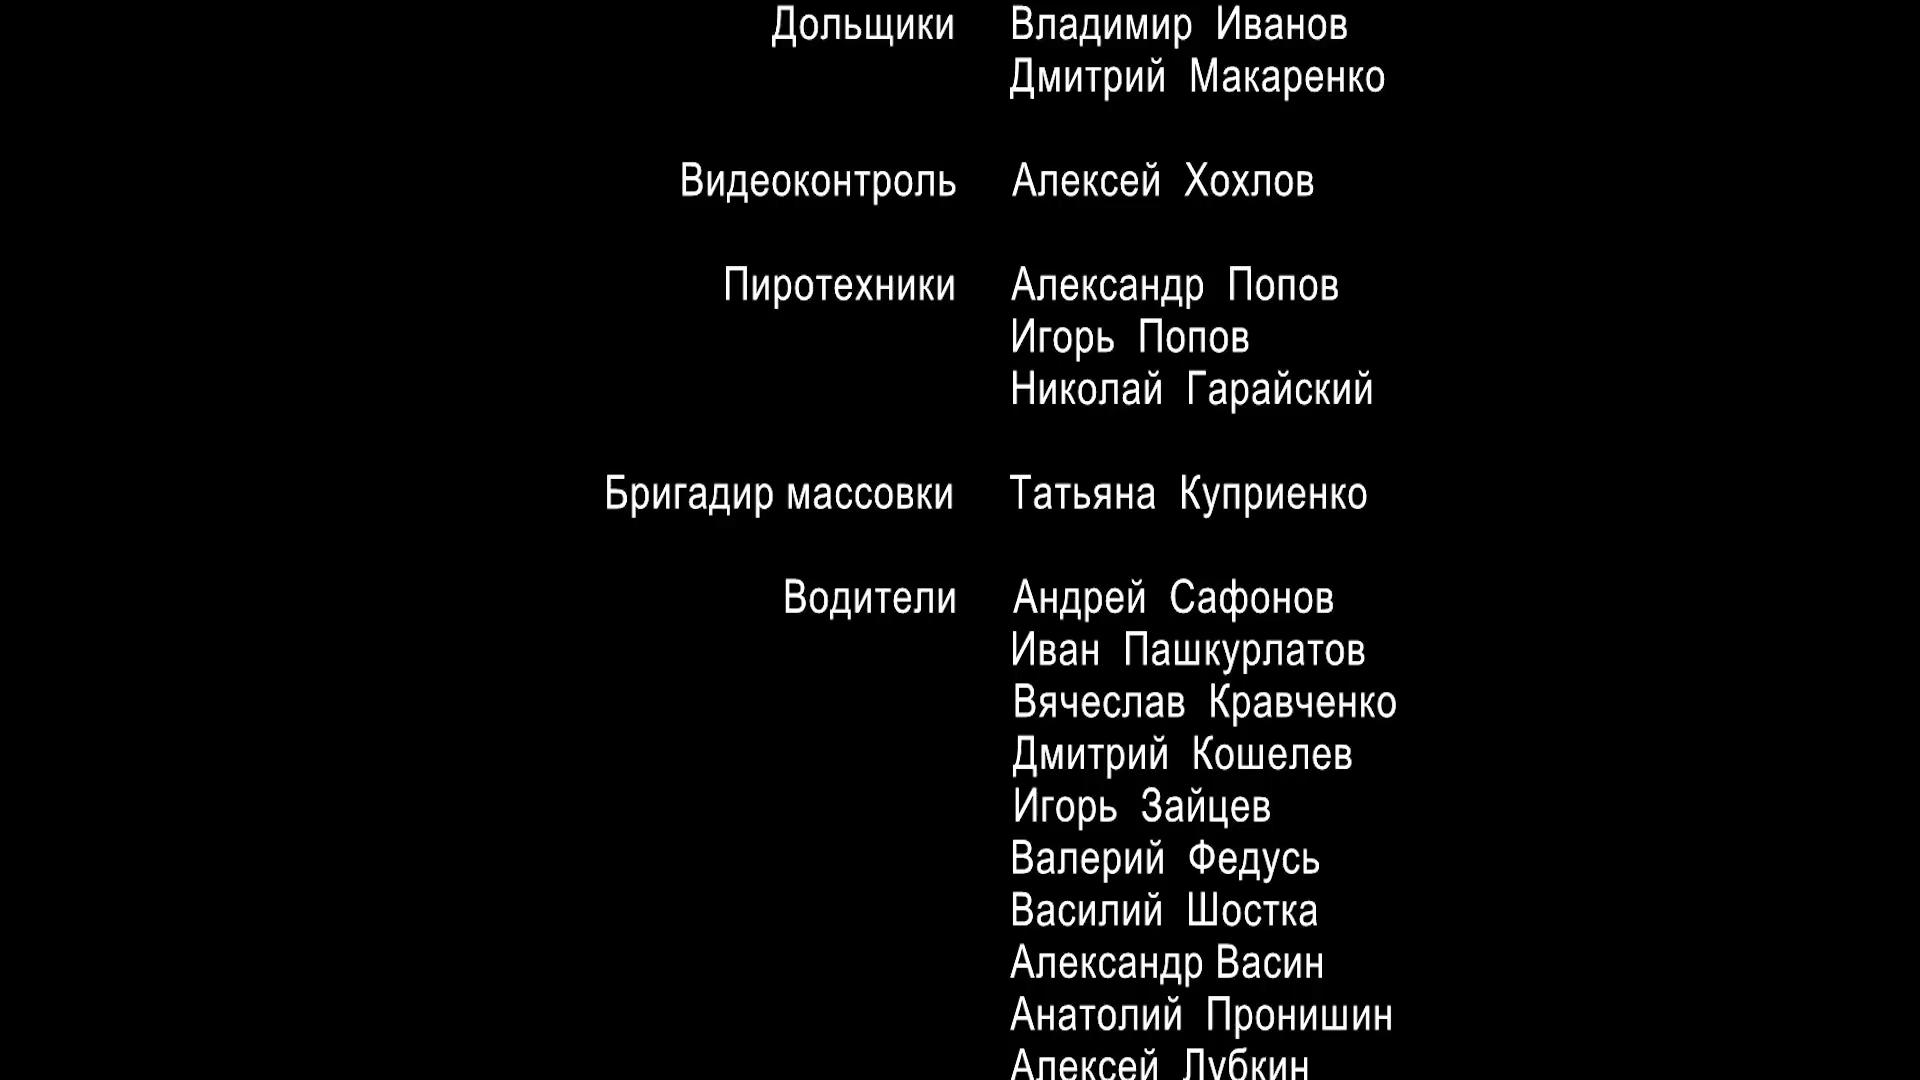 Дольщики Владимир Иванов
Дмитрий Макаренко
Видеоконтроль Алексей Хохлов
Пиротехники Александр Попов
Игорь Попов
Николай Гарайский
Бригадир массовки Татьяна Куприенко
Водители Андрей Сафонов
Иван Пашкурлатов
Вячеслав Кравченко
Дмитрий Кошелев
Игорь Зайцев
Валерий Федусь
Василий Шостка
Александр Васин
Анатолий Пронишин
Алексей Лубкин